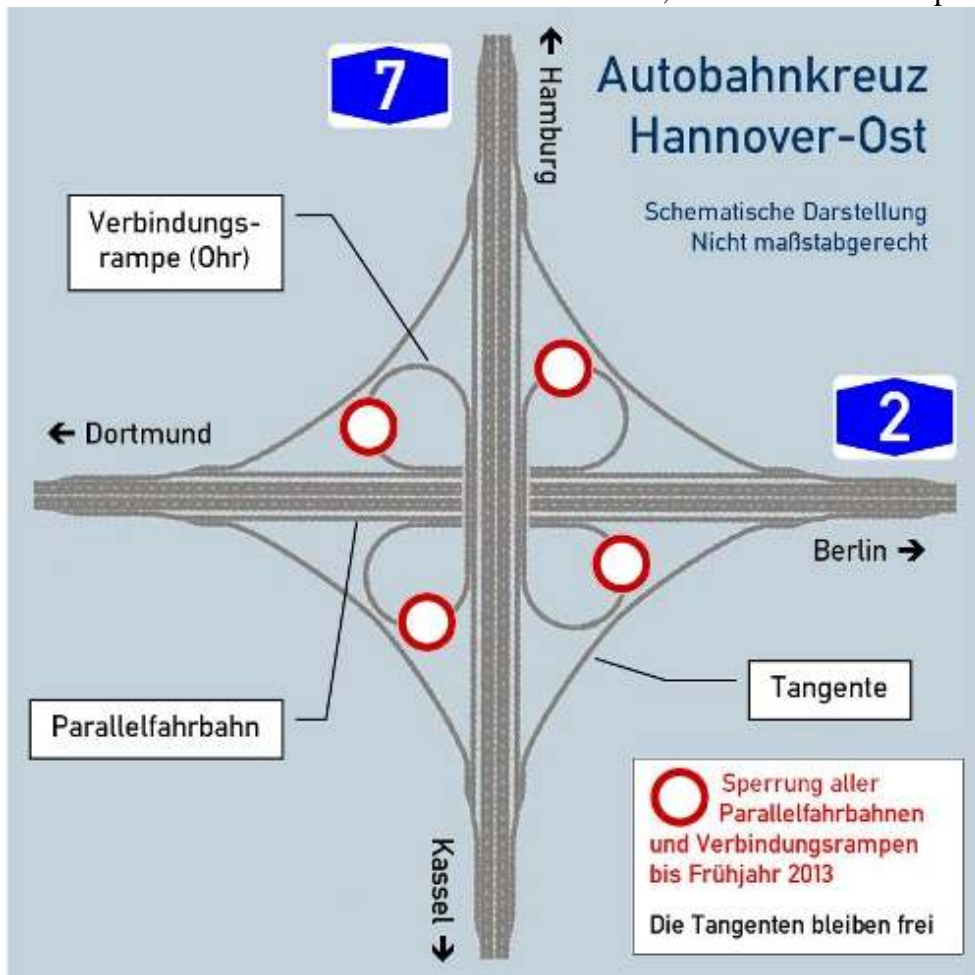 7
Hamburg
Autobahnkreuz
Hannover-Ost
Schematische Darstellung
Nicht maßstabgerecht
Verbindungs-
rampe (Ohr)
2
← Dortmund
Berlin →
Tangente
Parallelfahrbahn
Kassel
Sperrung aller
Parallelfahrbahnen
und Verbindungsrampen
bis Frühjahr 2013
Die Tangenten bleiben frei